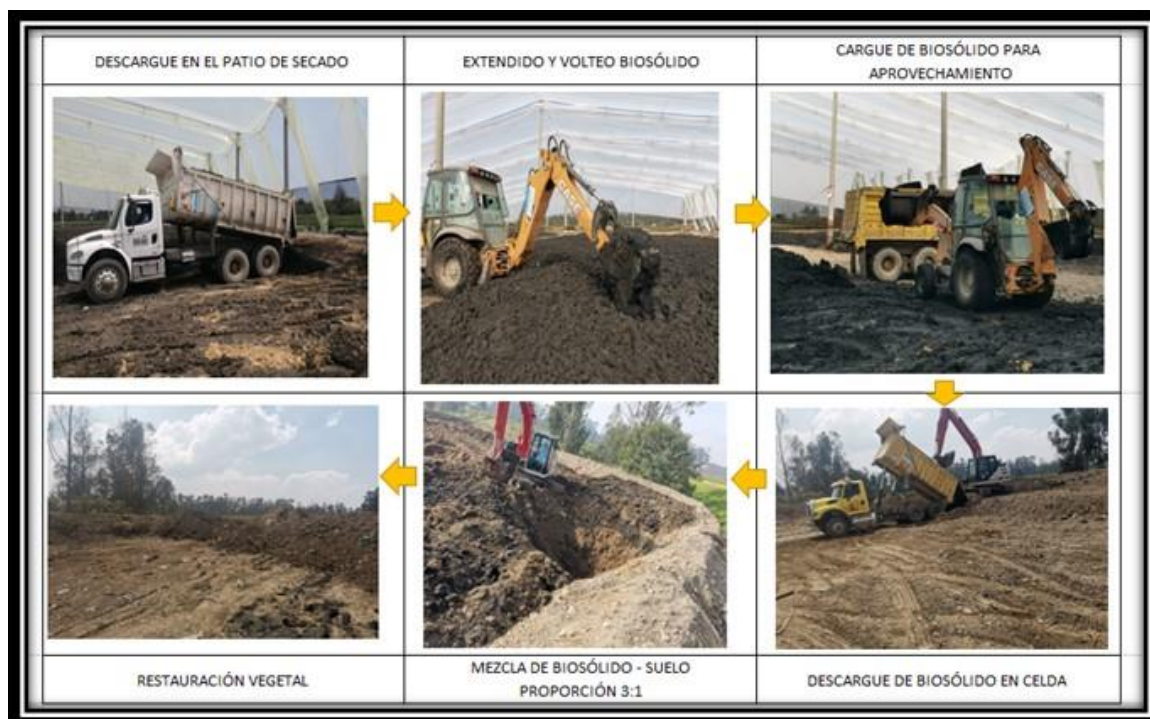 DESCARGUE EN EL PATIO DE SECADO
EXTENDIDO Y VOLTEO BIOSÓLIDO
CARGUE DE BIOSÓLIDO PARA
APROVECHAMIENTO
RESTAURACIÓN VEGETAL
MEZCLA DE BIOSÓLIDO - SUELO
PROPORCIÓN 3:1
DESCARGUE DE BIOSÓLIDO EN CELDA